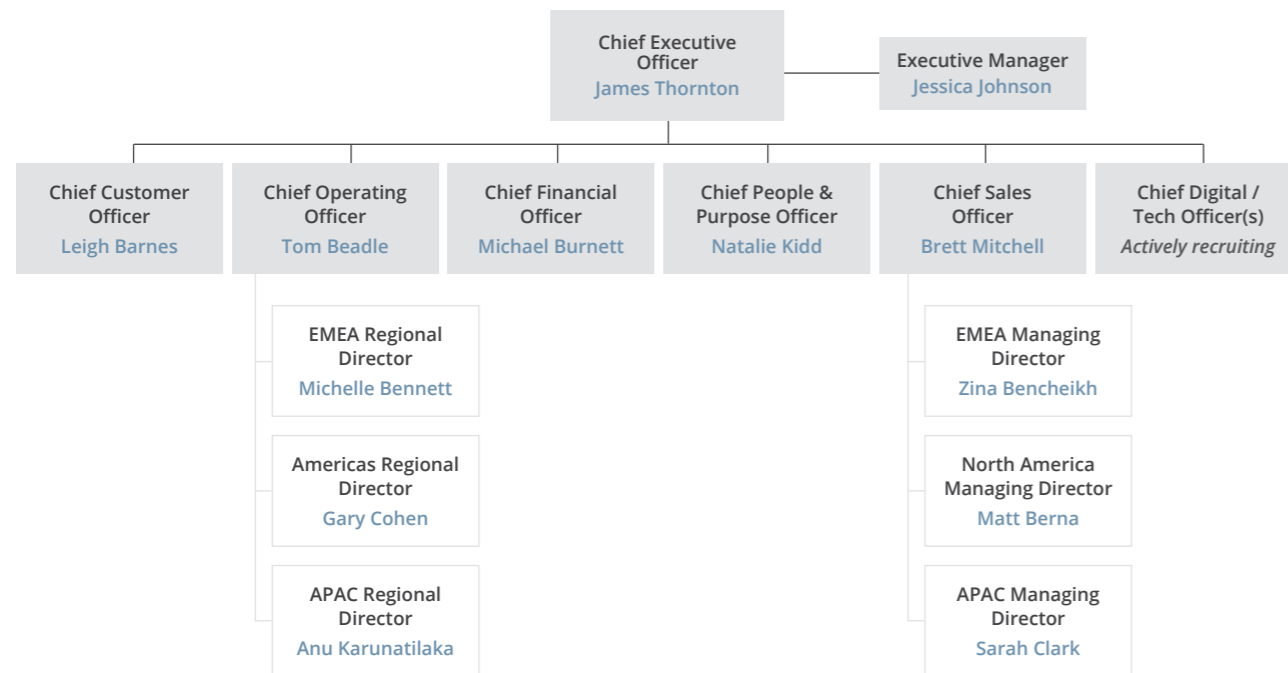 Chief Executive
Officer
James Thornton
Executive Manager
Jessica Johnson
Chief Customer
Officer
Leigh Barnes
Chief Operating
Officer
Tom Beadle
Chief Financial
Officer
Michael Burnett
Chief People &
Purpose Officer
Natalie Kidd
Chief Sales
Officer
Brett Mitchell
Chief Digital /
Tech Officer(s)
Actively recruiting
EMEA Regional
Director
Michelle Bennett
Americas Regional
Director
Gary Cohen
APAC Regional
Director
Anu Karunatilaka
EMEA Managing
Director
Zina Bencheikh
North America
Managing Director
Matt Berna
APAC Managing
Director
Sarah Clark